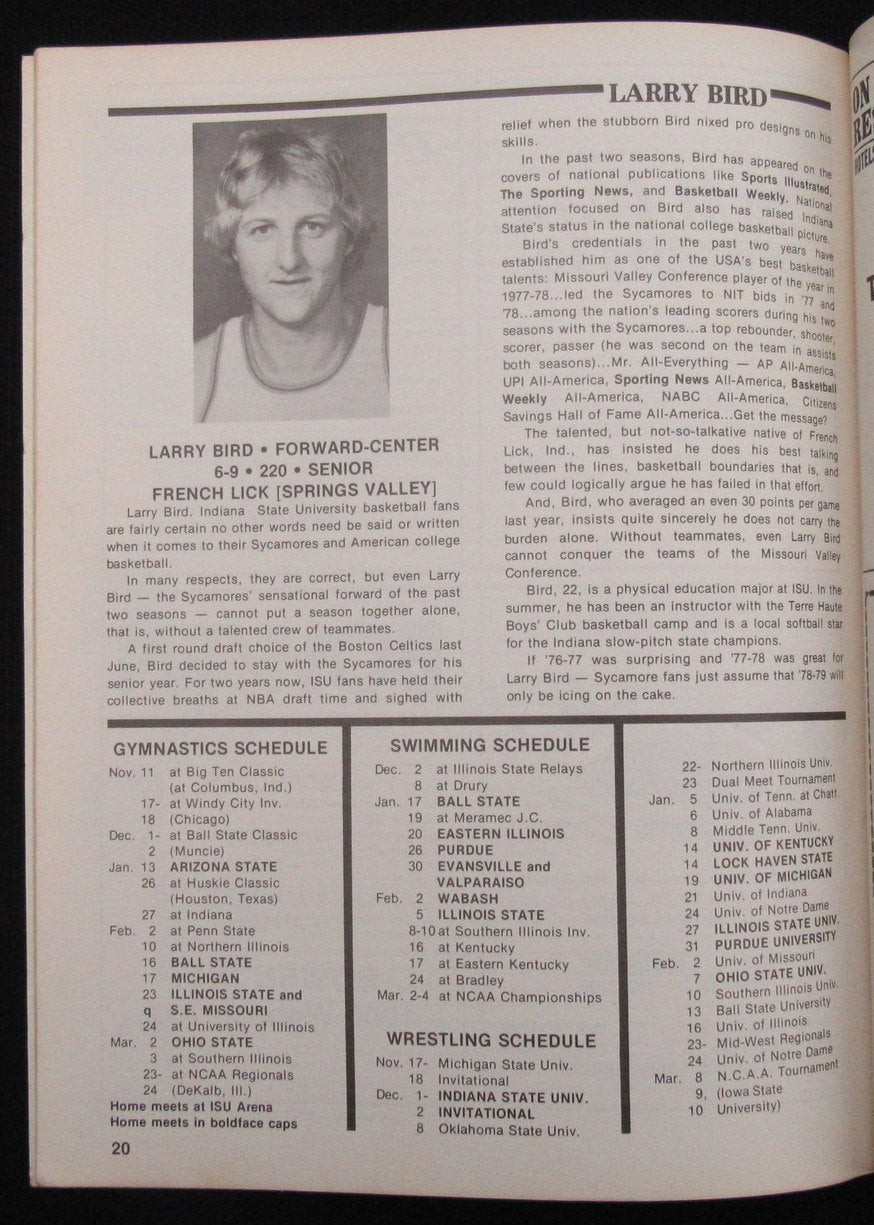 LARRY BIRD
LARRY BIRD • FORWARD-CENTER
6-9 • 220 • SENIOR
FRENCH LICK [SPRINGS VALLEY]
Larry Bird. Indiana State University basketball fans
are fairly certain no other words need be said or written
when it comes to their Sycamores and American college
basketball.
In many respects, they are correct, but even Larry
Bird — the Sycamores' sensational forward of the past
two seasons — cannot put a season together alone,
that is, without a talented crew of teammates.
A first round draft choice of the Boston Celtics last
June, Bird decided to stay with the Sycamores for his
senior year. For two years now, ISU fans have held their
collective breaths at NBA draft time and sighed with
relief when the stubborn Bird nixed pro designs on his
skills.
In the past two seasons, Bird has appeared on the
covers of national publications like Sports Illustrated,
The Sporting News, and Basketball Weekly. National
attention focused on Bird also has raised Indiana
State's status in the national college basketball picture.
Bird's credentials in the past two years have
established him as one of the USA's best basketball
talents: Missouri Valley Conference player of the year in
1977-78...led the Sycamores to NIT bids in '77 and
'78...among the nation's leading scorers during his two
seasons with the Sycamores...a top rebounder, shooter,
scorer, passer (he was second on the team in assists
both seasons)...Mr. All-Everything — AP All-America,
UPI All-America, Sporting News All-America, Basketball
Weekly All-America, NABC All-America, Citizens
Savings Hall of Fame All-America...Get the message?
The talented, but not-so-talkative native of French
Lick, Ind., has insisted he does his best talking
between the lines, basketball boundaries that is, and
few could logically argue he has failed in that effort.
And, Bird, who averaged an even 30 points per game
last year, insists quite sincerely he does not carry the
burden alone. Without teammates, even Larry Bird
cannot conquer the teams of the Missouri Valley
Conference.
Bird, 22, is a physical education major at ISU. In the
summer, he has been an instructor with the Terre Haute
Boys' Club basketball camp and is a local softball star
for the Indiana slow-pitch state champions.
If '76-77 was surprising and '77-78 was great for
Larry Bird — Sycamore fans just assume that '78-79 will
only be icing on the cake.
GYMNASTICS SCHEDULE
Nov. 11 at Big Ten Classic
(at Columbus, Ind.)
17- at Windy City Inv.
18 (Chicago)
Dec. 1- at Ball State Classic
2 (Muncie)
Jan. 13 ARIZONA STATE
26 at Huskie Classic
(Houston, Texas)
27 at Indiana
Feb. 2 at Penn State
10 at Northern Illinois
16 BALL STATE
17 MICHIGAN
23 ILLINOIS STATE and
q S.E. MISSOURI
24 at University of Illinois
Mar. 2 OHIO STATE
3 at Southern Illinois
23- at NCAA Regionals
24 (DeKalb, Ill.)
Home meets at ISU Arena
Home meets in boldface caps
20
SWIMMING SCHEDULE
Dec. 2 at Illinois State Relays
8 at Drury
Jan. 17 BALL STATE
19 at Meramec J.C.
20 EASTERN ILLINOIS
26 PURDUE
30 EVANSVILLE and
VALPARAISO
Feb. 2 WABASH
5 ILLINOIS STATE
8-10 at Southern Illinois Inv.
16 at Kentucky
17 at Eastern Kentucky
24 at Bradley
Mar. 2-4 at NCAA Championships
WRESTLING SCHEDULE
Nov. 17- Michigan State Univ.
18 Invitational
Dec. 1- INDIANA STATE UNIV.
2 INVITATIONAL
8 Oklahoma State Univ.
22- Northern Illinois Univ.
23 Dual Meet Tournament
Jan. 5 Univ. of Tenn. at Chatt.
6 Univ. of Alabama
8 Middle Tenn. Univ.
14 UNIV. OF KENTUCKY
14 LOCK HAVEN STATE
19 UNIV. OF MICHIGAN
21 Univ. of Indiana
24 Univ. of Notre Dame
27 ILLINOIS STATE UNIV.
31 PURDUE UNIVERSITY
Feb. 2 Univ. of Missouri
7 OHIO STATE UNIV.
10 Southern Illinois Univ.
13 Ball State University
16 Univ. of Illinois
23- Mid-West Regionals
24 Univ. of Notre Dame
Mar. 8 N.C.A.A. Tournament
9, (Iowa State
10 University)